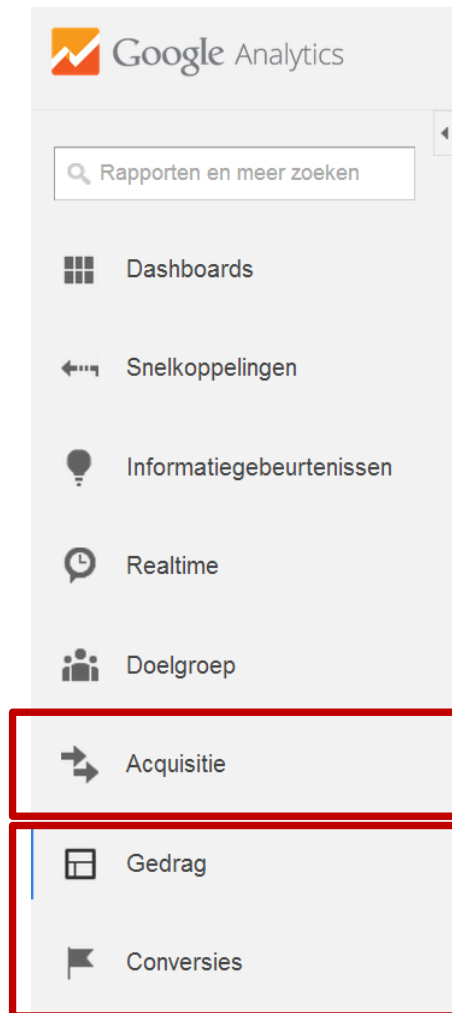 Google Analytics
Rapporten en meer zoeken
Dashboards
Snelkoppelingen
Informatiegebeurtenissen
Realtime
Doelgroep
Acquisitie
Gedrag
Conversies